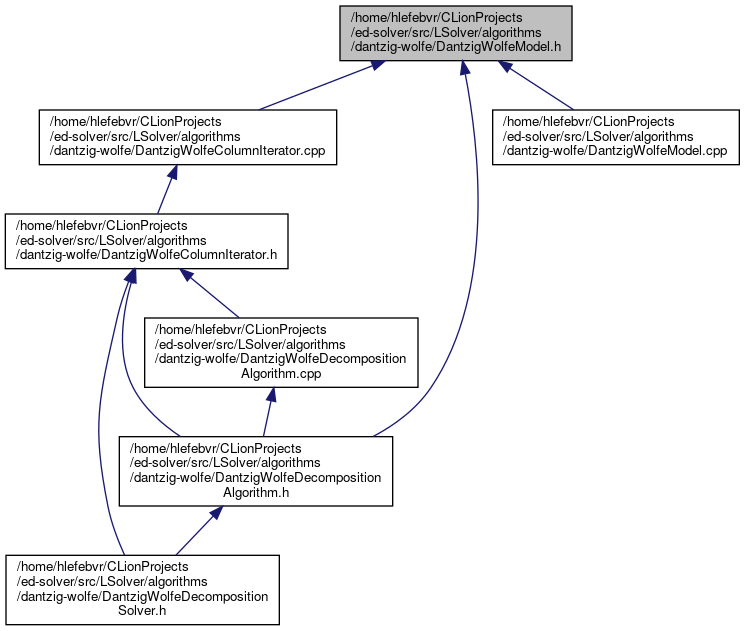 /home/hlefebvr/CLionProjects
/ed-solver/src/LSolver/algorithms
/dantzig-wolfe/DantzigWolfeModel.h
/home/hlefebvr/CLionProjects
/ed-solver/src/LSolver/algorithms
/dantzig-wolfe/DantzigWolfeColumnIterator.cpp
/home/hlefebvr/CLionProjects
/ed-solver/src/LSolver/algorithms
/dantzig-wolfe/DantzigWolfeModel.cpp
/home/hlefebvr/CLionProjects
/ed-solver/src/LSolver/algorithms
/dantzig-wolfe/DantzigWolfeColumnIterator.h
/home/hlefebvr/CLionProjects
/ed-solver/src/LSolver/algorithms
/dantzig-wolfe/DantzigWolfeDecomposition
Algorithm.cpp
/home/hlefebvr/CLionProjects
/ed-solver/src/LSolver/algorithms
/dantzig-wolfe/DantzigWolfeDecomposition
Algorithm.h
/home/hlefebvr/CLionProjects
/ed-solver/src/LSolver/algorithms
/dantzig-wolfe/DantzigWolfeDecomposition
Solver.h